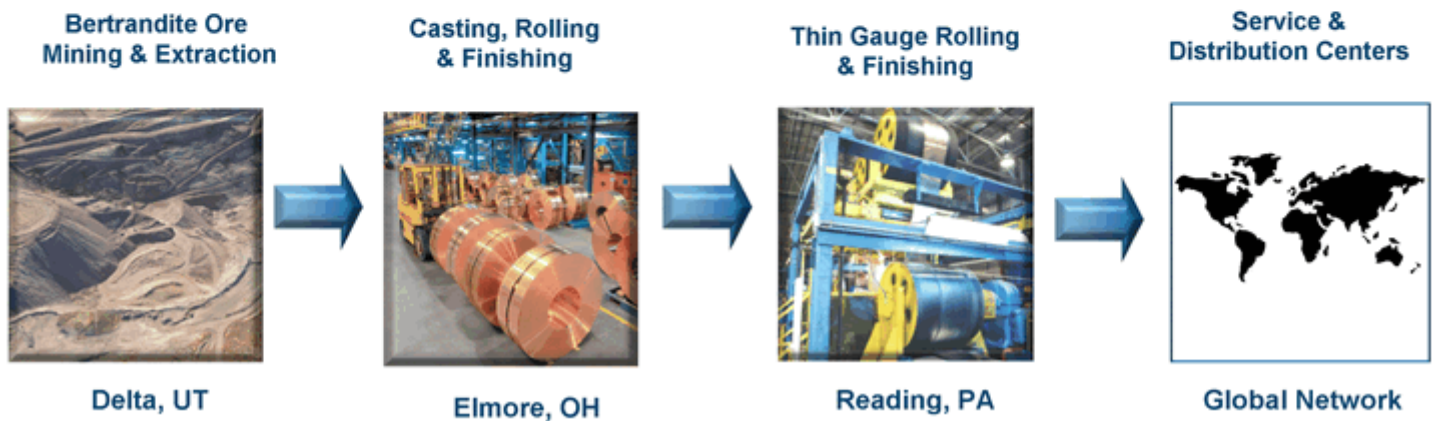 Bertrandite Ore
Mining & Extraction
Casting, Rolling
& Finishing
Thin Gauge Rolling
& Finishing
Service &
Distribution Centers
Delta, UT
Elmore, OH
Reading, PA
Global Network